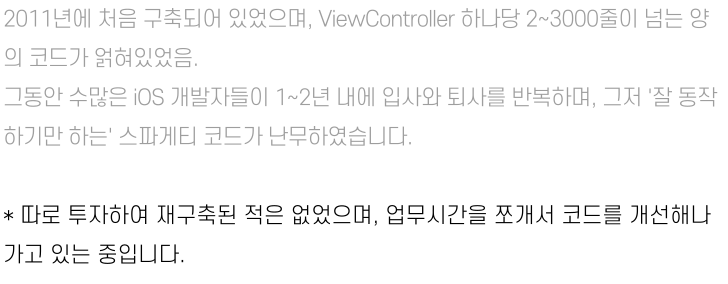 2011년에 처음 구축되어 있었으며, ViewController 하나당 2~3000줄이 넘는 양
의 코드가 얽혀있었음.
그동안 수많은 iOS 개발자들이 1~2년 내에 입사와 퇴사를 반복하며, 그저 '잘 동작
하기만 하는' 스파게티 코드가 난무하였습니다.
* 따로 투자하여 재구축된 적은 없었으며, 업무시간을 쪼개서 코드를 개선해나
가고 있는 중입니다.